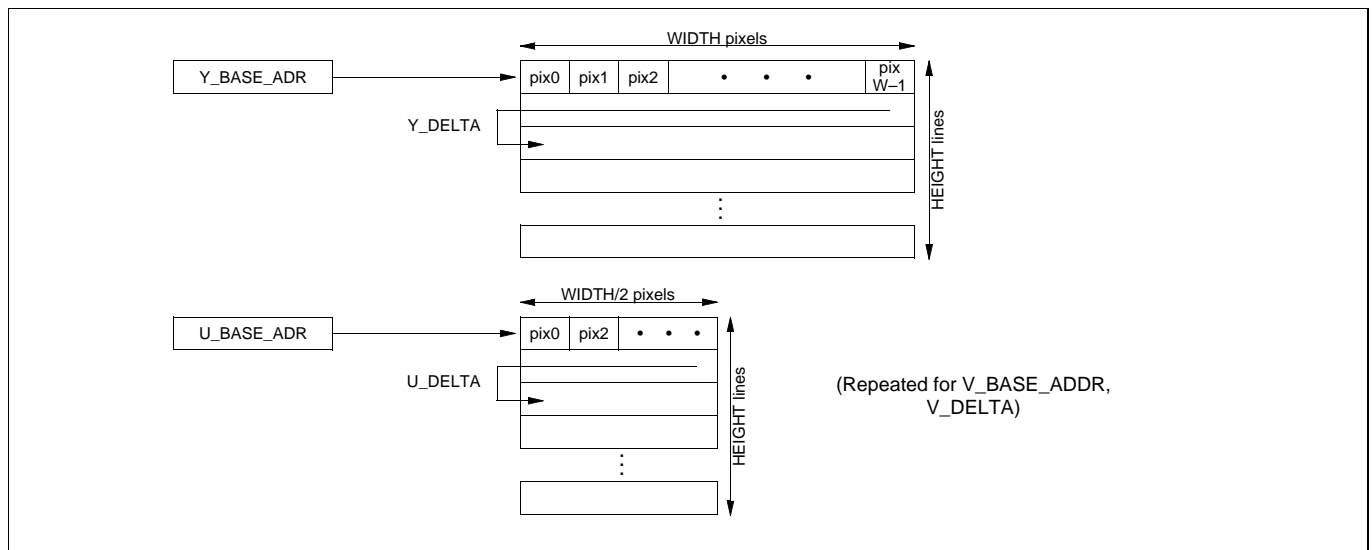 WIDTH pixels
Y_BASE_ADR
pix0 pix1 pix2 • • • pix
W–1
Y_DELTA
HEIGHT lines
⋮
WIDTH/2 pixels
U_BASE_ADR
pix0 pix2 • • •
U_DELTA
HEIGHT lines
(Repeated for V_BASE_ADDR,
V_DELTA)
⋮